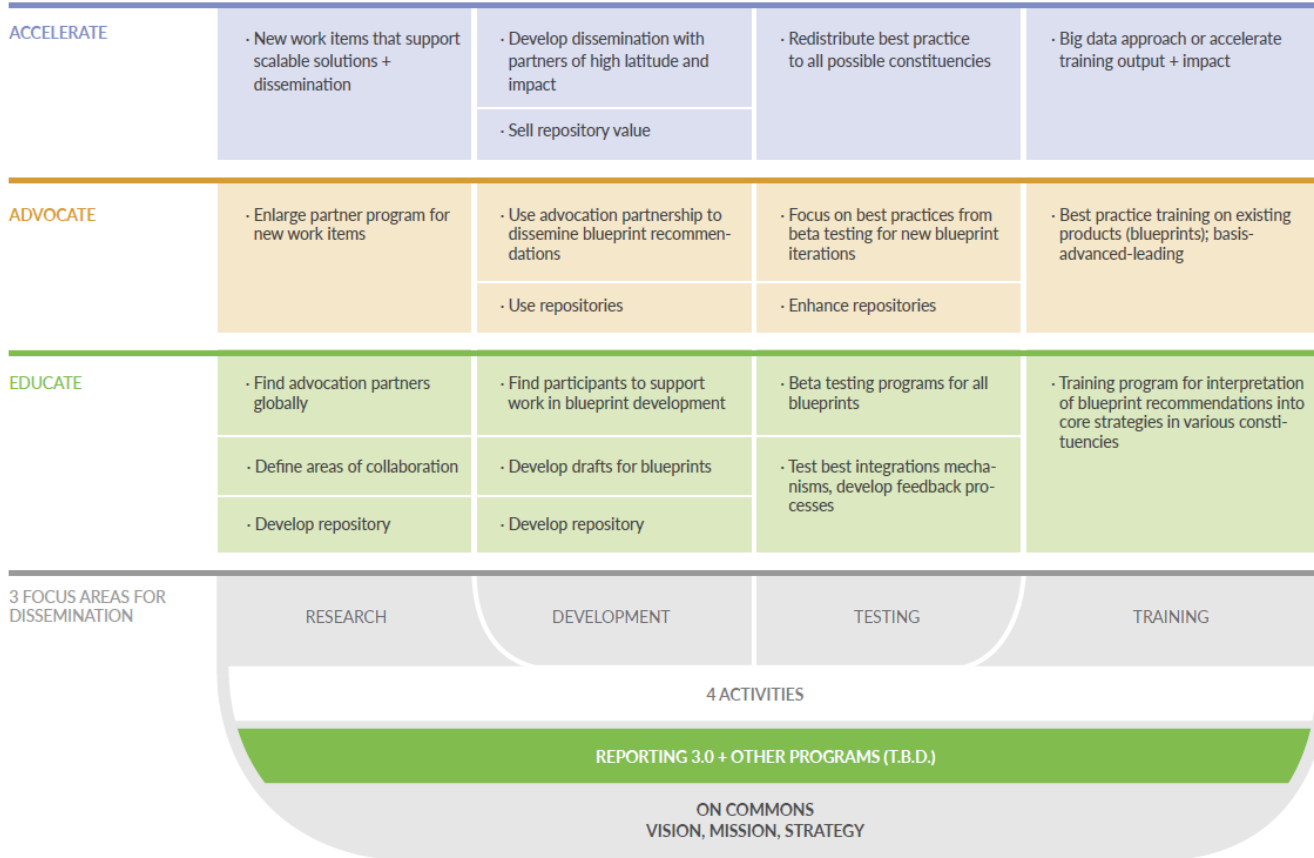 ACCELERATE
· New work items that support
scalable solutions +
dissemination
· Develop dissemination with
partners of high latitude and
impact
· Sell repository value
· Redistribute best practice
to all possible constituencies
· Big data approach or accelerate
training output + impact
ADVOCATE
· Enlarge partner program for
new work items
· Use advocation partnership to
dissemine blueprint recommen-
dations
· Use repositories
· Focus on best practices from
beta testing for new blueprint
iterations
· Enhance repositories
· Best practice training on existing
products (blueprints); basis-
advanced-leading
EDUCATE
· Find advocation partners
globally
· Define areas of collaboration
· Develop repository
· Find participants to support
work in blueprint development
· Develop drafts for blueprints
· Develop repository
· Beta testing programs for all
blueprints
· Test best integrations mecha-
nisms, develop feedback pro-
cesses
· Training program for interpretation
of blueprint recommendations into
core strategies in various consti-
tuencies
3 FOCUS AREAS FOR
DISSEMINATION
RESEARCH
DEVELOPMENT
TESTING
TRAINING
4 ACTIVITIES
REPORTING 3.0 + OTHER PROGRAMS (T.B.D.)
ON COMMONS
VISION, MISSION, STRATEGY